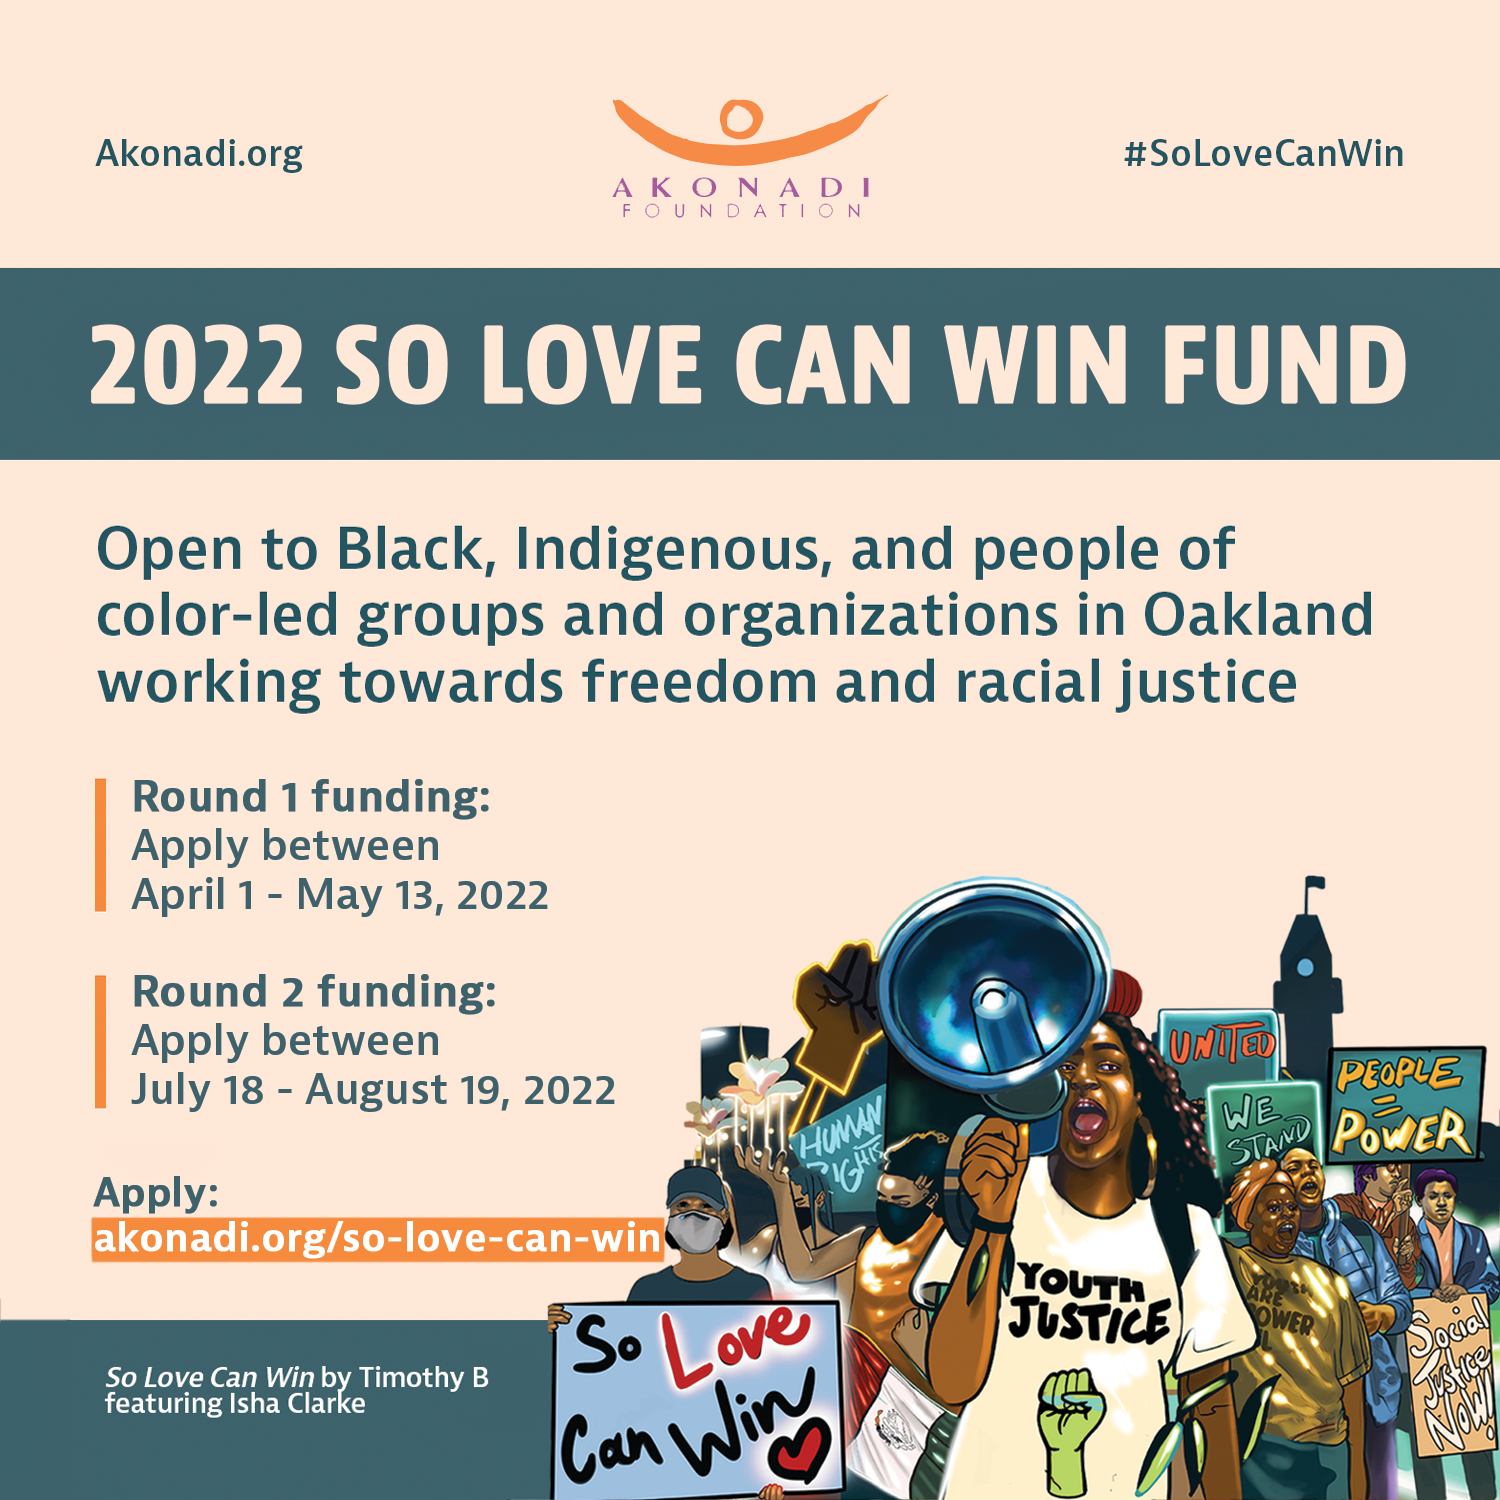 Akonadi.org
AKONADI
FOUNDATION
#SoLoveCanWin
2022 SO LOVE CAN WIN FUND
Open to Black, Indigenous, and people of
color-led groups and organizations in Oakland
working towards freedom and racial justice
Round 1 funding:
Apply between
April 1 - May 13, 2022
Round 2 funding:
Apply between
July 18 - August 19, 2022
Apply:
akonadi.org/so-love-can-win
So Love Can Win by Timothy B
featuring Isha Clarke
HUMAN
RIGHTS
UNITED
WE
STAND
PEOPLE
=
POWER
YOUTH
JUSTICE
So Love
Can Win
ARE
Social
Justice
Now!